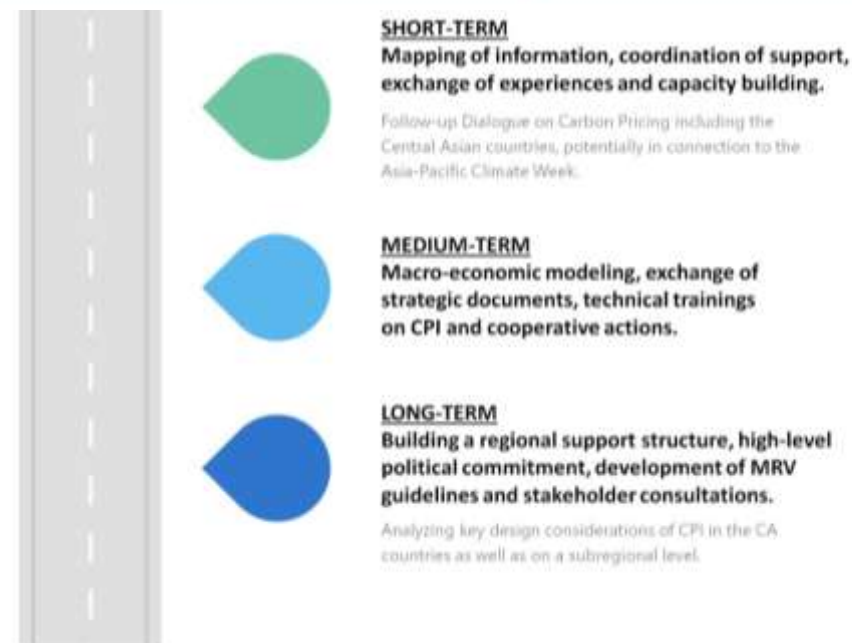 SHORT-TERM
Mapping of information, coordination of support,
exchange of experiences and capacity building.
Follow-up Dialogue on Carbon Pricing including the
Central Asian countries, potentially in connection to the
Asia-Pacific Climate Week.
MEDIUM-TERM
Macro-economic modeling, exchange of
strategic documents, technical trainings
on CPI and cooperative actions.
LONG-TERM
Building a regional support structure, high-level
political commitment, development of MRV
guidelines and stakeholder consultations.
Analyzing key design considerations of CPI in the CA
countries as well as on a subregional level.